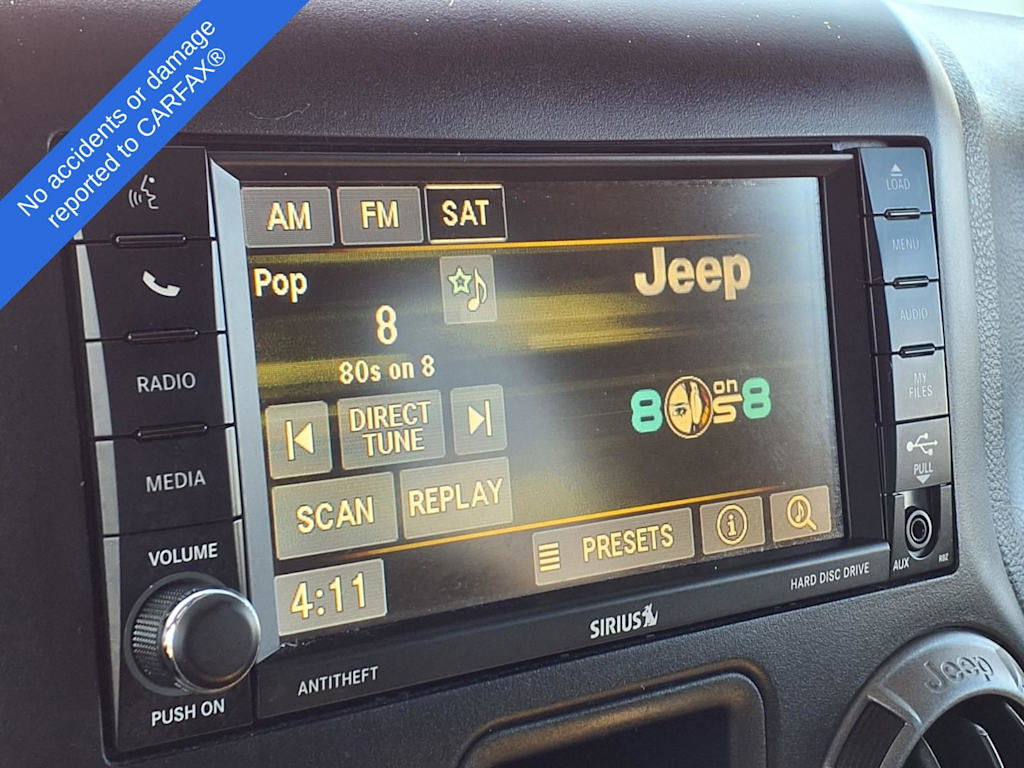 No accidents or damage
reported to CARFAX®
LOAD
AM FM SAT
MENU
Pop
Jeep
8
AUDIO
80s on 8
RADIO
8 on 8
s
MY
FILES
DIRECT
TUNE
PULL
MEDIA
SCAN REPLAY
PRESETS
VOLUME
4:11
AUX RBZ
HARD DISC DRIVE
SIRIUS
ANTITHEFT
PUSH ON
Jeep